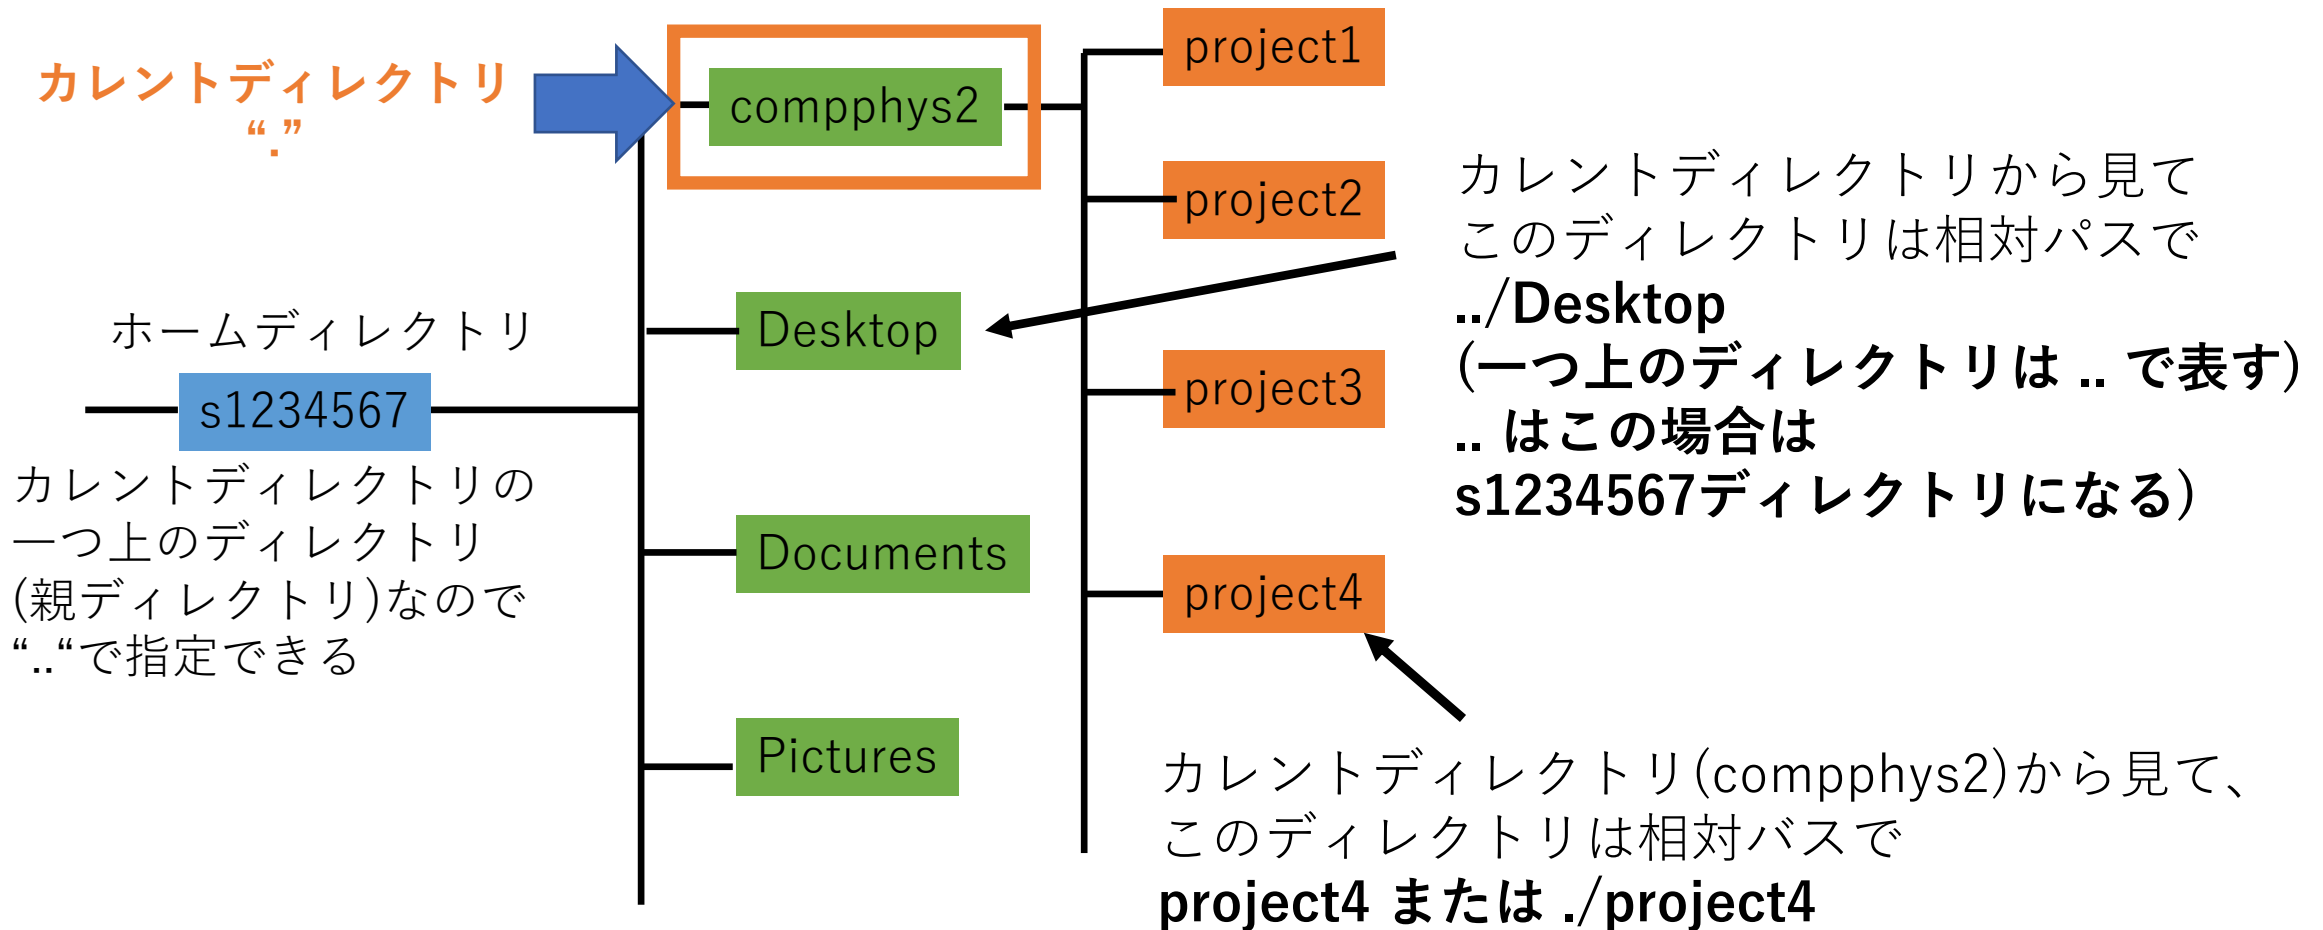 カレントディレクトリ
“.”
ホームディレクトリ
s1234567
カレントディレクトリの
一つ上のディレクトリ
(親ディレクトリ)なので
“..“で指定できる
compphys2
Desktop
Documents
Pictures
project1
project2
project3
project4
カレントディレクトリから見て
このディレクトリは相対パスで
../Desktop
(一つ上のディレクトリは .. で表す)
.. はこの場合は
s1234567ディレクトリになる)
カレントディレクトリ(compphys2)から見て、
このディレクトリは相対バスで
project4 または ./project4